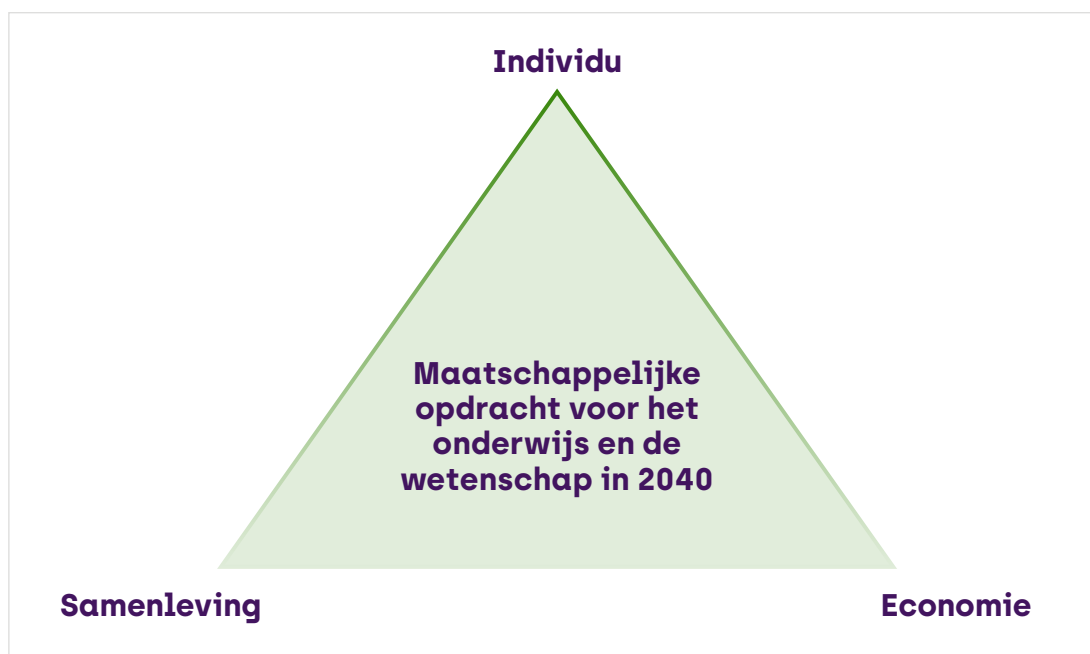 Individu
Maatschappelijke
opdracht voor het
onderwijs en de
wetenschap in 2040
Samenleving
Economie